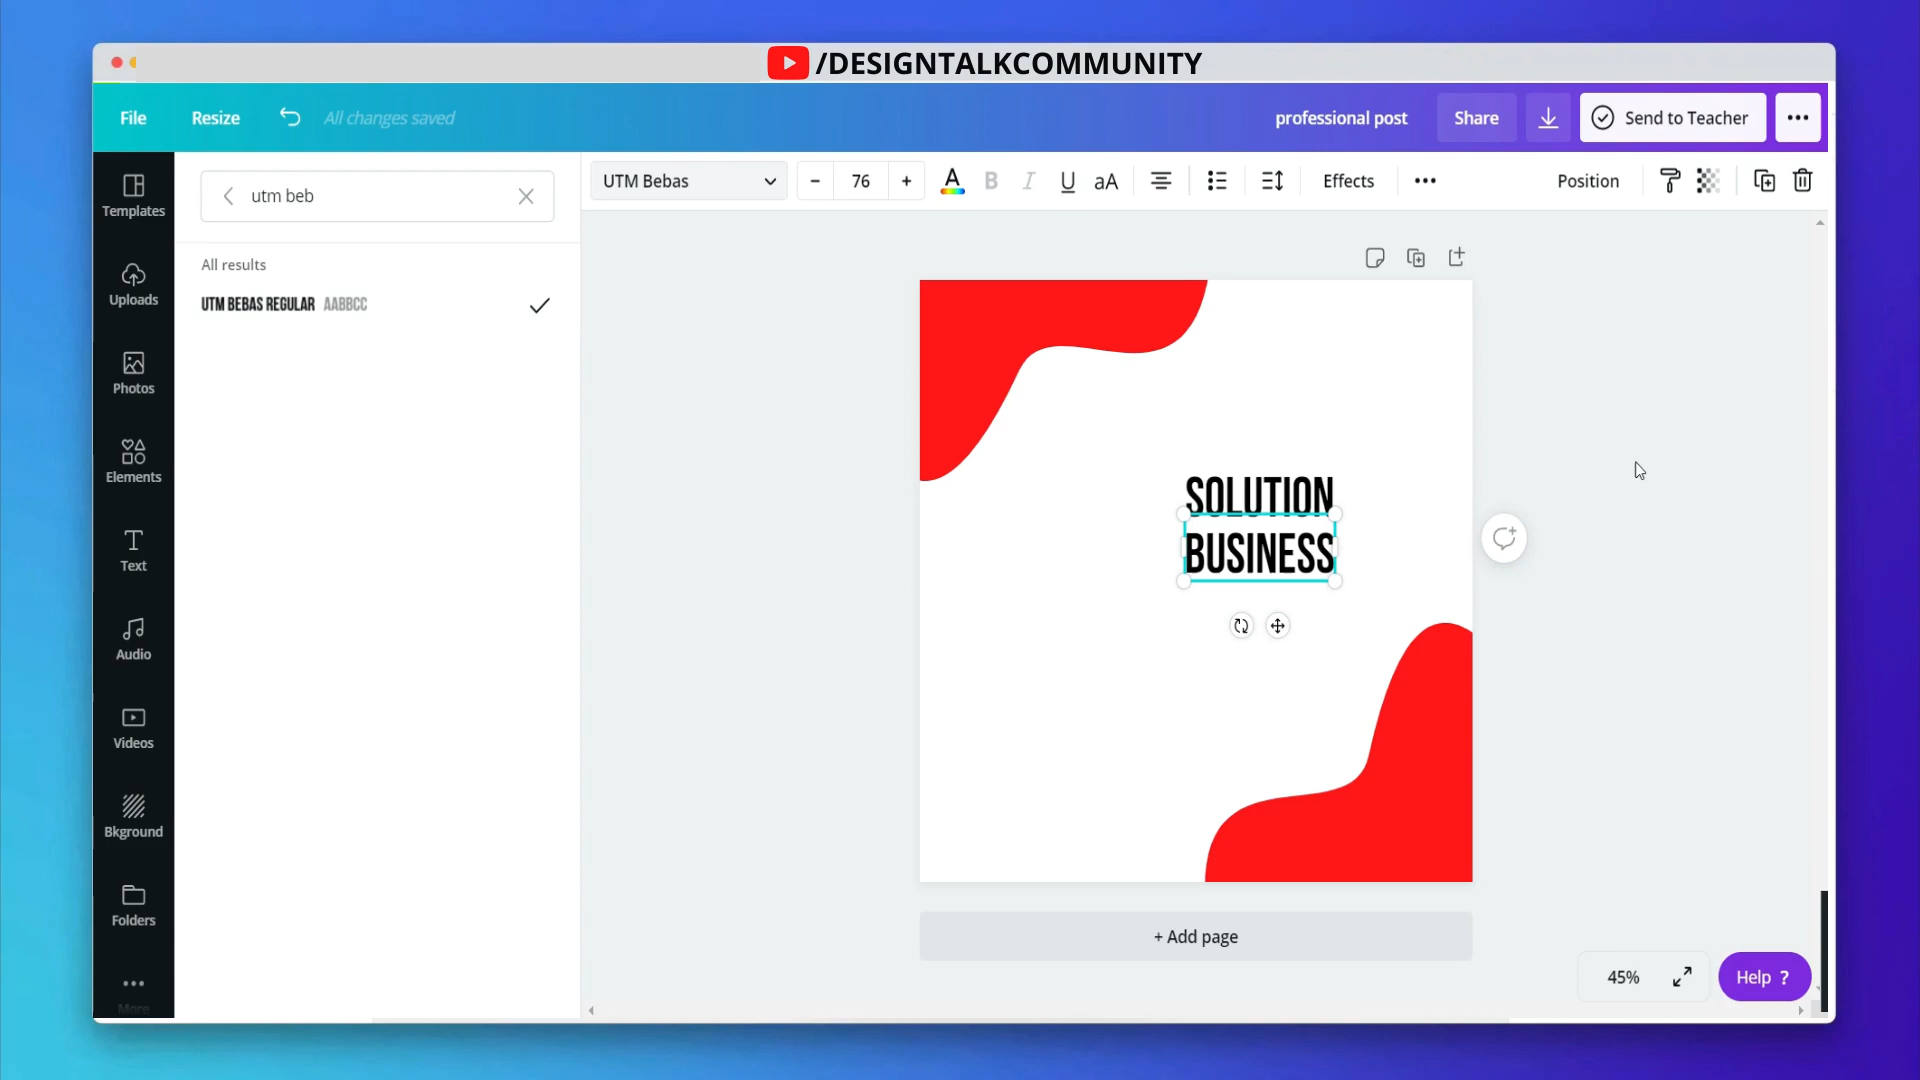 /DESIGNTALKCOMMUNITY
File Resize All changes saved professional post Share Send to Teacher
utm beb
UTM Bebas 76 A B I U aA Effects Position
Templates
Uploads
Photos
Elements
Text
Audio
Videos
Bkground
Folders
More
All results
UTM BEBAS REGULAR AABBCC
SOLUTION
BUSINESS
+ Add page
45% Help ?